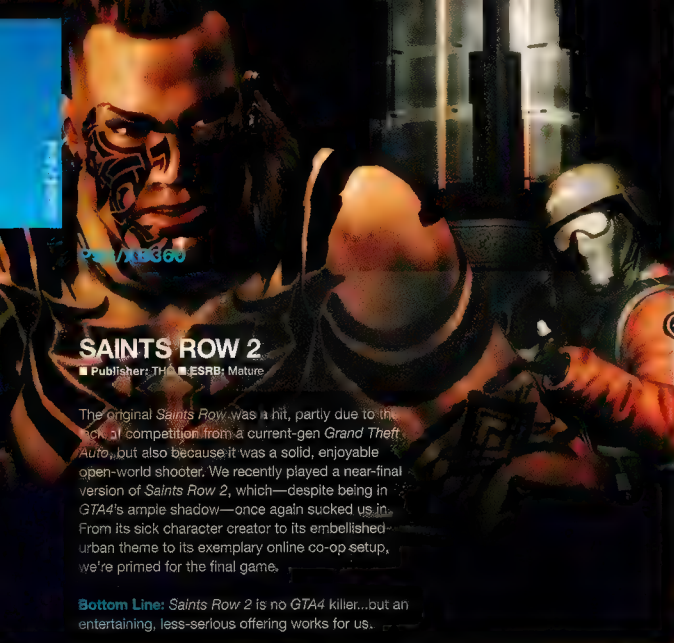 PS3/XB360
SAINTS ROW 2
■ Publisher: THQ ■ ESRB: Mature
The original Saints Row was a hit, partly due to the
lack of competition from a current-gen Grand Theft
Auto, but also because it was a solid, enjoyable
open-world shooter. We recently played a near-final
version of Saints Row 2, which—despite being in
GTA4's ample shadow—once again sucked us in.
From its sick character creator to its embellished
urban theme to its exemplary online co-op setup,
we're primed for the final game.
Bottom Line: Saints Row 2 is no GTA4 killer...but an
entertaining, less-serious offering works for us.